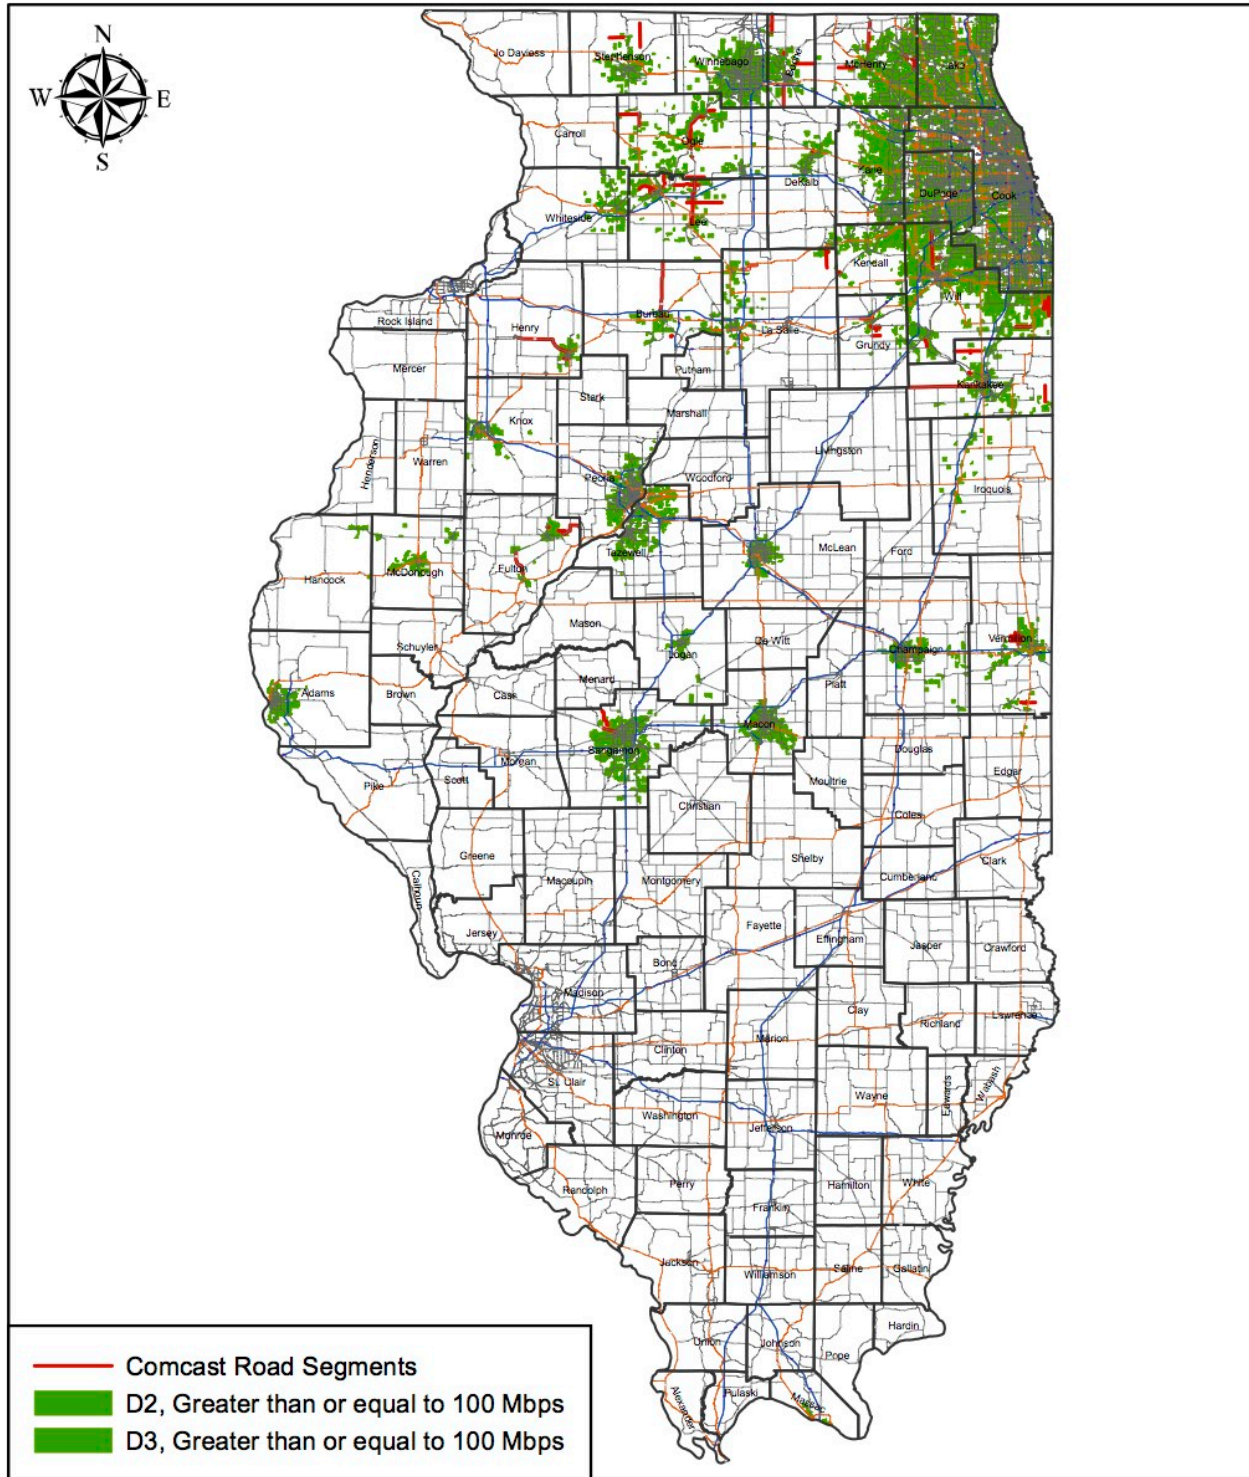 N
W
E
S
Jo Daviess
Stephenson
Winnebago
Boone
McHenry
Lake
Carroll
Ogle
DeKalb
Kane
DuPage
Cook
Whiteside
Lee
Kendall
Will
Rock Island
Henry
Bureau
La Salle
Grundy
Mercer
Putnam
Kankakee
Stark
Marshall
Knox
Henderson
Warren
Livingston
Peoria
Woodford
Iroquois
Hancock
McDonough
Fulton
Tazewell
McLean
Ford
Mason
Schuyler
Logan
De Witt
Champaign
Vermilion
Adams
Brown
Cass
Menard
Piatt
Macon
Sangamon
Pike
Scott
Morgan
Douglas
Edgar
Moultrie
Christian
Coles
Greene
Calhoun
Macoupin
Montgomery
Shelby
Cumberland
Clark
Jersey
Fayette
Effingham
Jasper
Crawford
Bond
Madison
Clay
Richland
Lawrence
Marion
Clinton
St. Clair
Wayne
Edwards
Wabash
Washington
Jefferson
Monroe
Randolph
Perry
Hamilton
White
Franklin
Jackson
Williamson
Saline
Gallatin
Hardin
Union
Johnson
Pope
Alexander
Pulaski
Massac
Comcast Road Segments
D2, Greater than or equal to 100 Mbps
D3, Greater than or equal to 100 Mbps